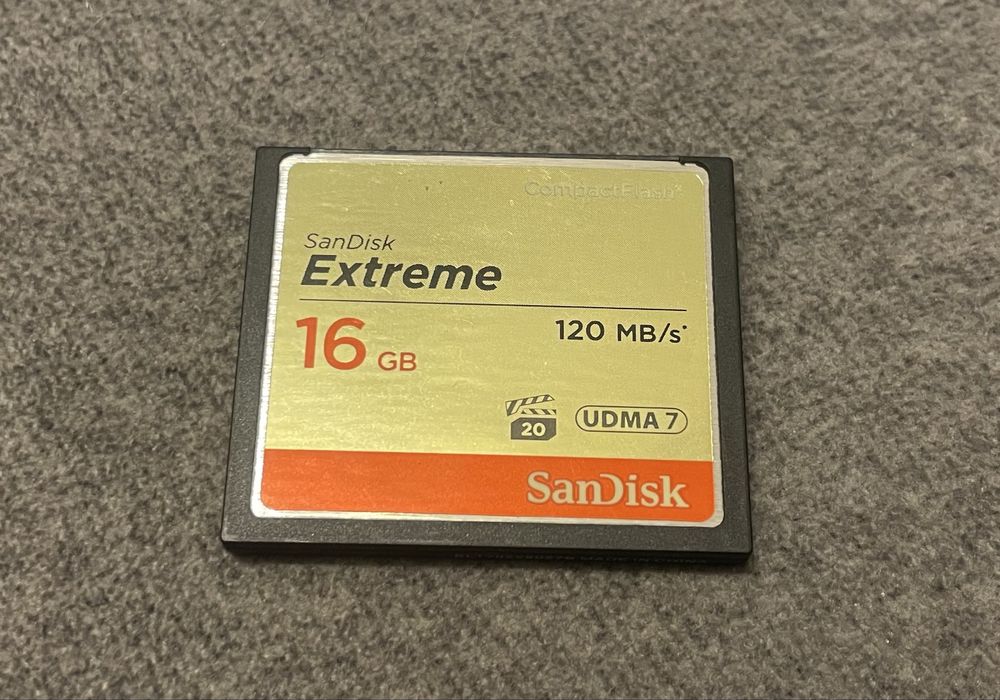 CompactFlash
SanDisk
Extreme
120 MB/s*
16 GB
20
UDMA 7
SanDisk